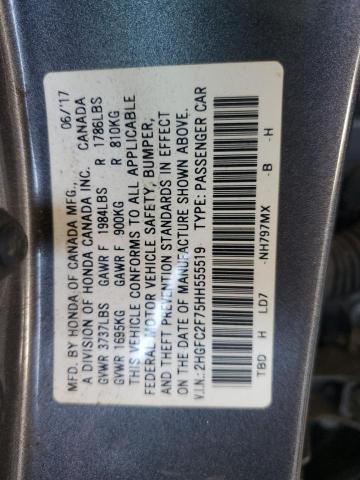 MFD. BY HONDA OF CANADA MFG., 06/'17
A DIVISION OF HONDA CANADA INC. CANADA
GVWR 3737LBS GAWR F 1984LBS R 1786LBS
GVWR 1695KG GAWR F 900KG R 810KG
THIS VEHICLE CONFORMS TO ALL APPLICABLE
FEDERAL MOTOR VEHICLE SAFETY, BUMPER,
AND THEFT PREVENTION STANDARDS IN EFFECT
ON THE DATE OF MANUFACTURE SHOWN ABOVE.
V.I.N.: 2HGFC2F75HH555519 TYPE: PASSENGER CAR
TBD H LD7 -NH797MX -B -H